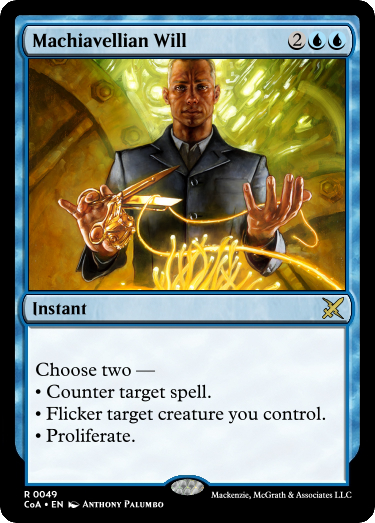 Machiavellian Will 2
Instant
Choose two —
• Counter target spell.
• Flicker target creature you control.
• Proliferate.
R 0049
CoA • EN Anthony Palumbo
Mackenzie, McGrath & Associates LLC